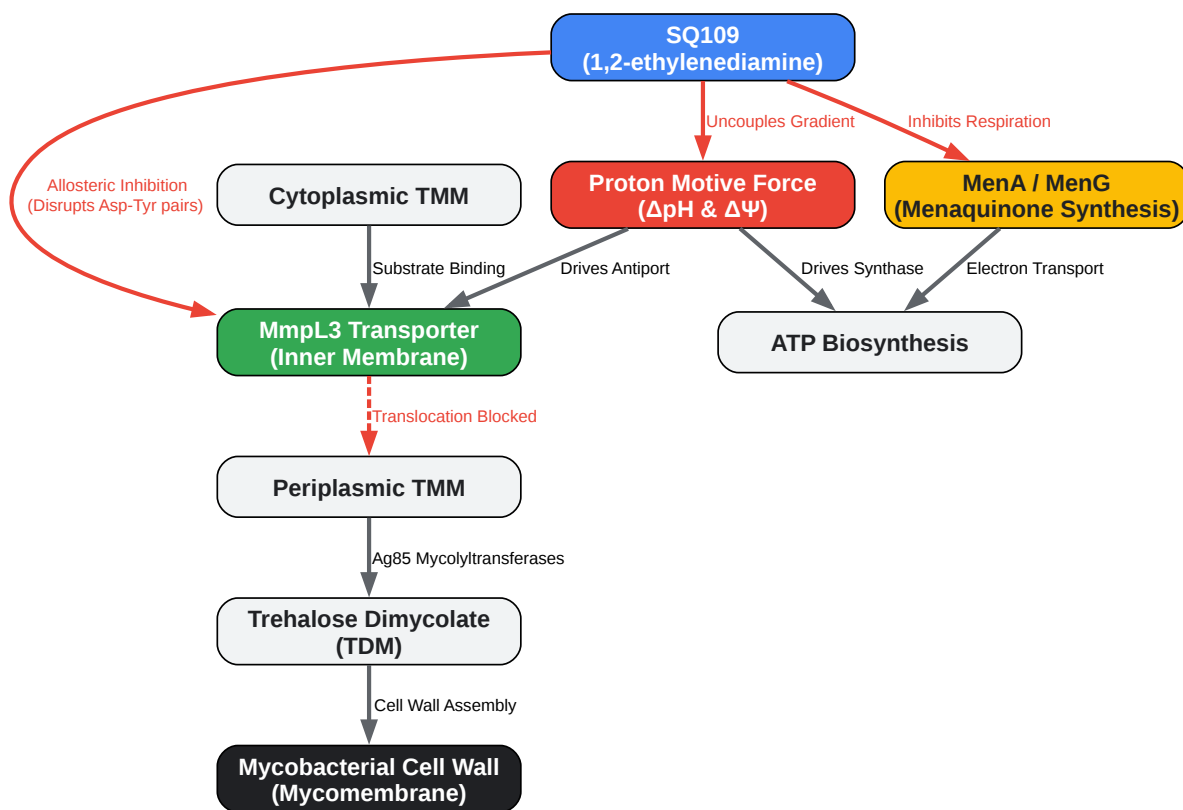 SQ109
(1,2-ethylenediamine)
Uncouples Gradient
Inhibits Respiration
Allosteric Inhibition
(Disrupts Asp-Tyr pairs)
Cytoplasmic TMM
Proton Motive Force
(ΔpH & ΔΨ)
MenA / MenG
(Menaquinone Synthesis)
Substrate Binding
Drives Antiport
Drives Synthase
Electron Transport
MmpL3 Transporter
(Inner Membrane)
ATP Biosynthesis
Translocation Blocked
Periplasmic TMM
Ag85 Mycolyltransferases
Trehalose Dimycolate
(TDM)
Cell Wall Assembly
Mycobacterial Cell Wall
(Mycomembrane)